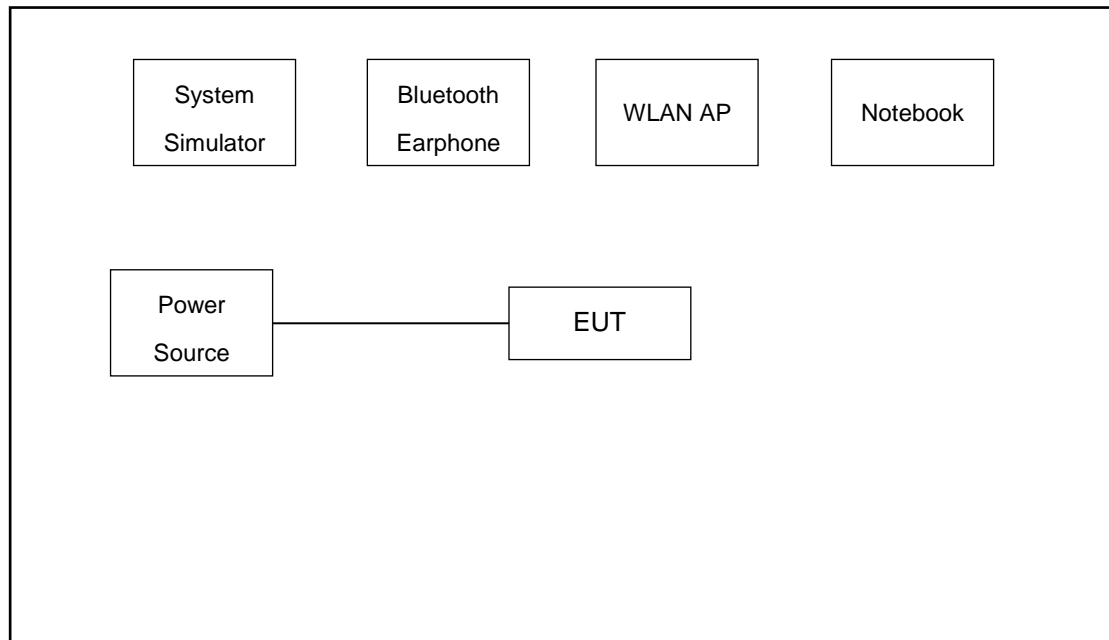 System
Simulator
Bluetooth
Earphone
WLAN AP
Notebook
Power
Source
EUT